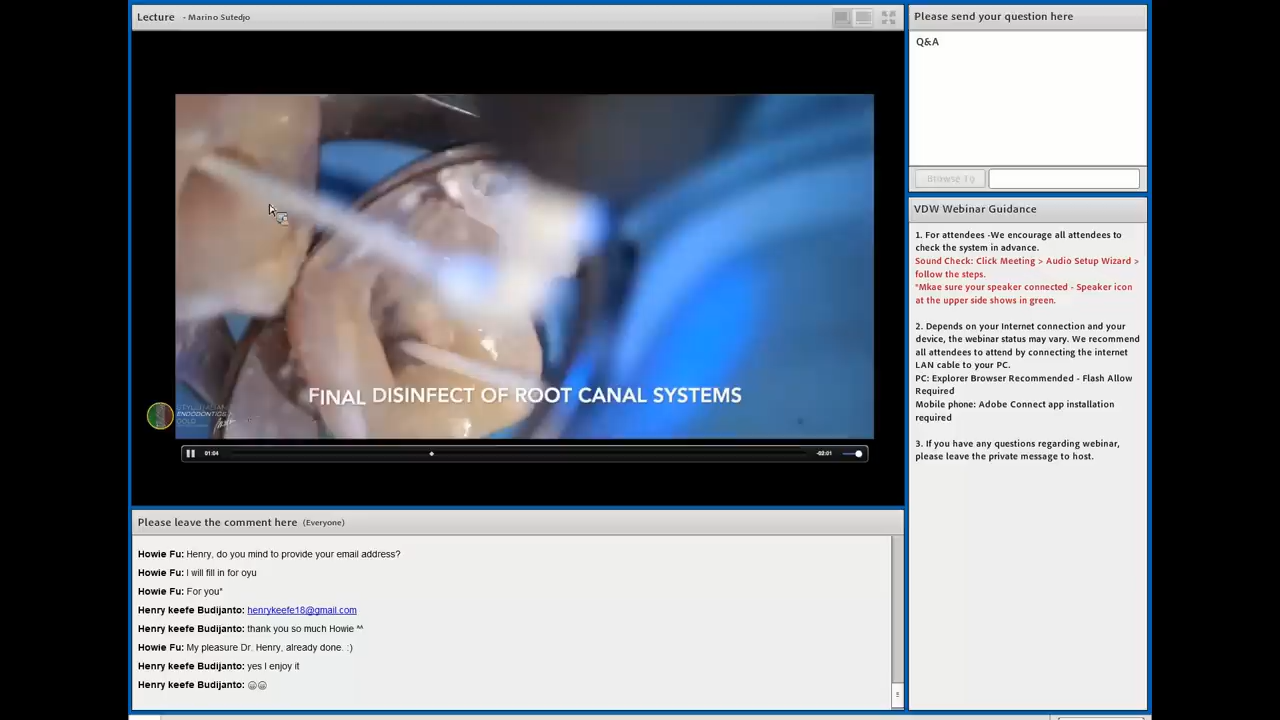 Lecture - Marino Sutedjo
FINAL DISINFECT OF ROOT CANAL SYSTEMS
ENDODONTICS
01:04
-02:01
Please leave the comment here (Everyone)
Howie Fu: Henry, do you mind to provide your email address?
Howie Fu: I will fill in for oyu
Howie Fu: For you*
Henry keefe Budijanto: henrykeefe18@gmail.com
Henry keefe Budijanto: thank you so much Howie ^^
Howie Fu: My pleasure Dr. Henry, already done. :)
Henry keefe Budijanto: yes I enjoy it
Henry keefe Budijanto: 😄😄
Please send your question here
Q&A
VDW Webinar Guidance
1. For attendees -We encourage all attendees to
check the system in advance.
Sound Check: Click Meeting > Audio Setup Wizard >
follow the steps.
*Mkae sure your speaker connected - Speaker icon
at the upper side shows in green.
2. Depends on your Internet connection and your
device, the webinar status may vary. We recommend
all attendees to attend by connecting the internet
LAN cable to your PC.
PC: Explorer Browser Recommended - Flash Allow
Required
Mobile phone: Adobe Connect app installation
required
3. If you have any questions regarding webinar,
please leave the private message to host.